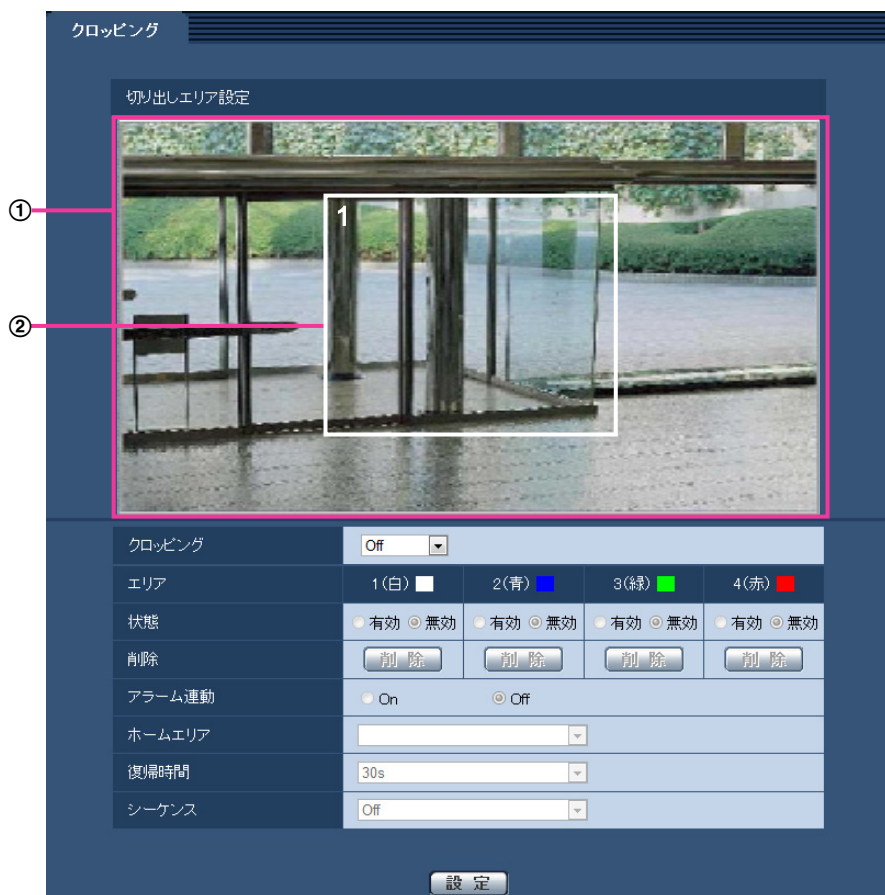 クロッピング
切り出しエリア設定
①
1
②
クロッピング Off
エリア 1(白) 2(青) 3(緑) 4(赤)
状態 有効 無効 有効 無効 有効 無効 有効 無効
削除 削 除 削 除 削 除 削 除
アラーム連動 On Off
ホームエリア
復帰時間 30s
シーケンス Off
設 定